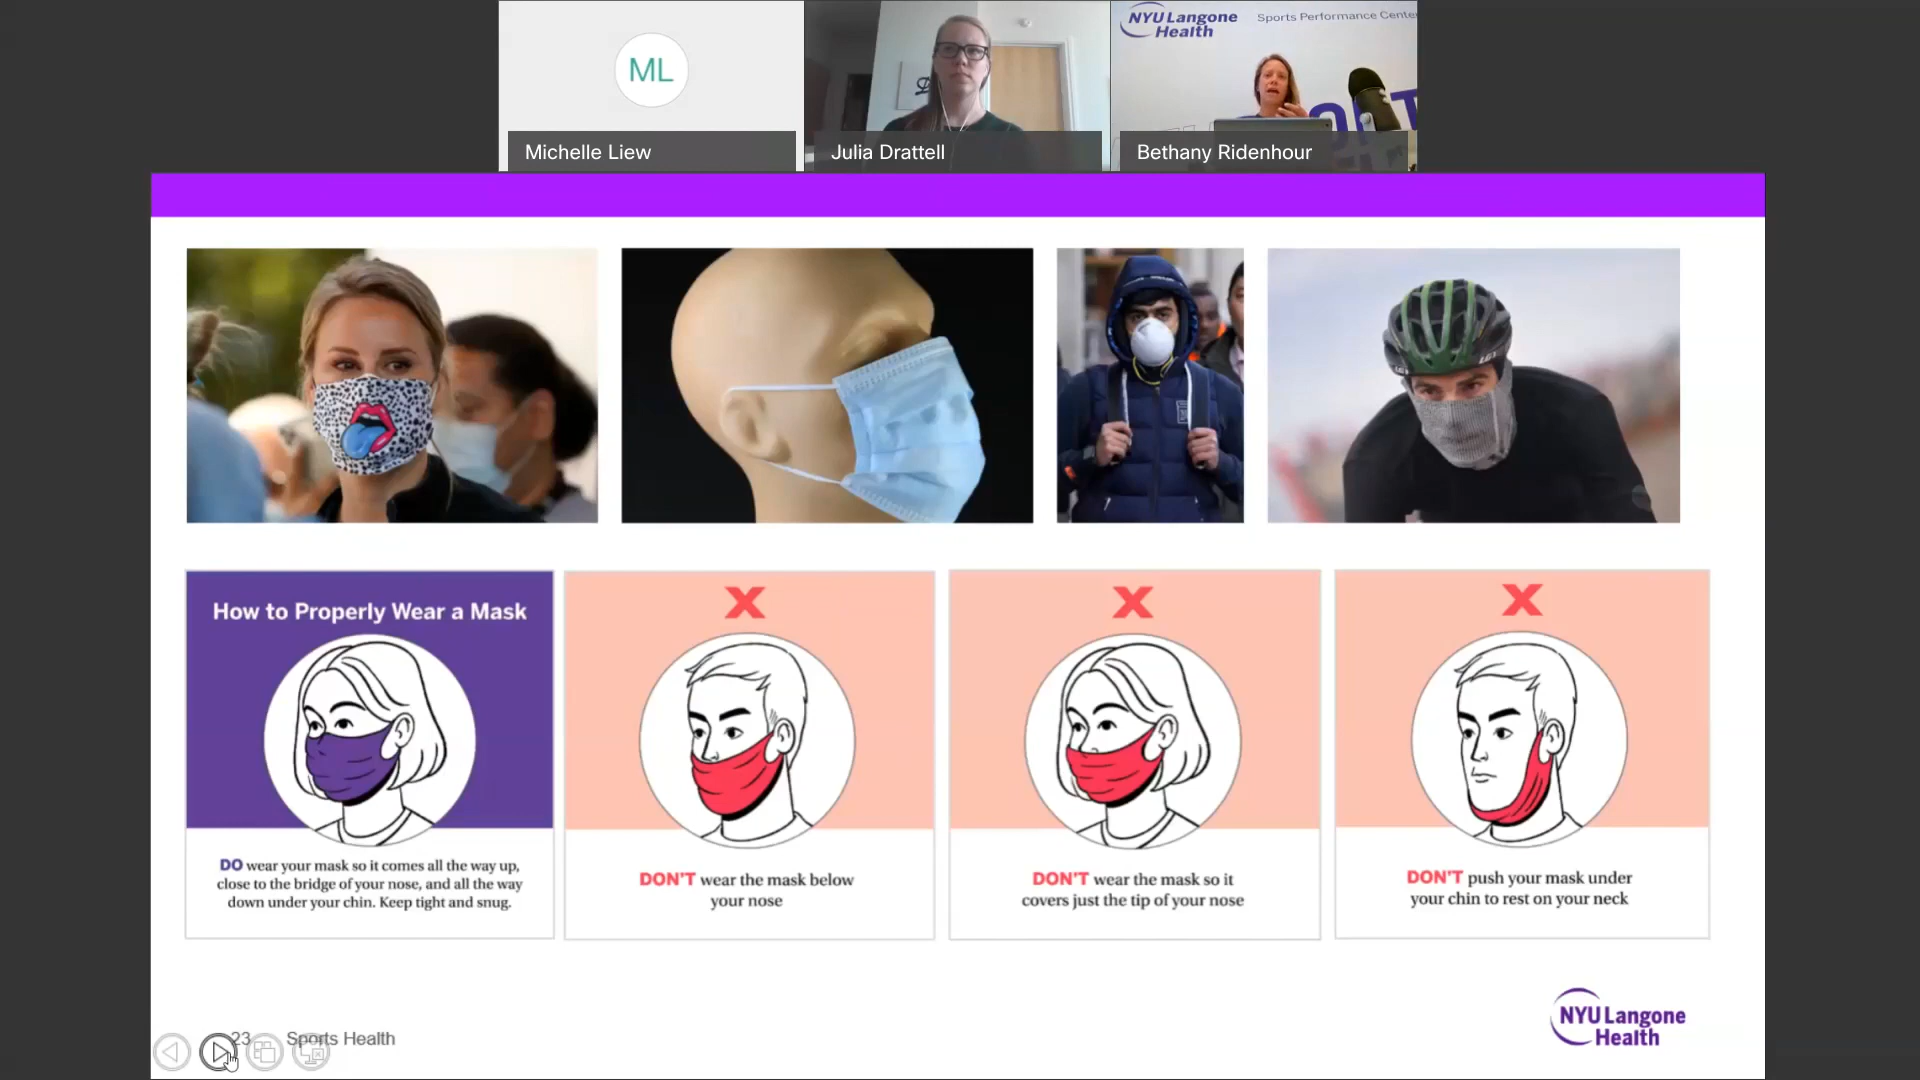 ML
Michelle Liew
Julia Drattell
NYU Langone
Health
Sports Performance Center
Bethany Ridenhour
How to Properly Wear a Mask
DO wear your mask so it comes all the way up,
close to the bridge of your nose, and all the way
down under your chin. Keep tight and snug.
X
DON'T wear the mask below
your nose
X
DON'T wear the mask so it
covers just the tip of your nose
X
DON'T push your mask under
your chin to rest on your neck
23 Sports Health
NYU Langone
Health